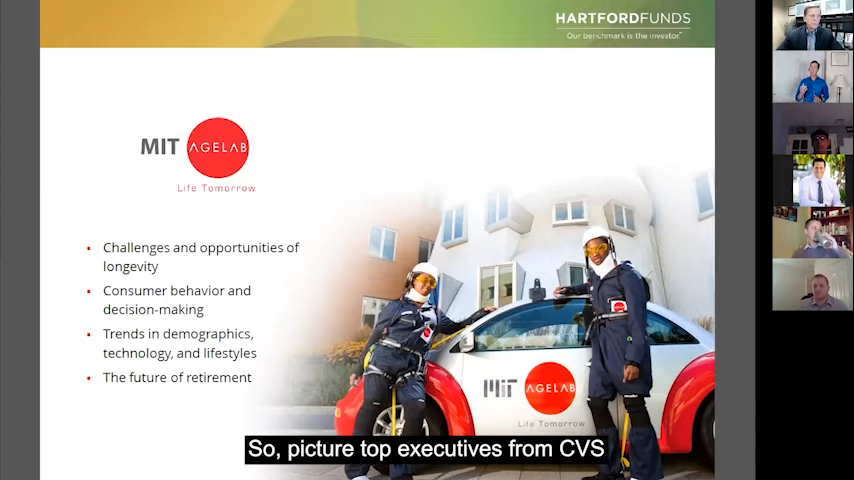 HARTFORDFUNDS
Our benchmark is the investor.™
MIT AGELAB
Life Tomorrow
▪ Challenges and opportunities of
longevity
▪ Consumer behavior and
decision-making
▪ Trends in demographics,
technology, and lifestyles
▪ The future of retirement
MIT AGELAB
Life Tomorrow
So, picture top executives from CVS